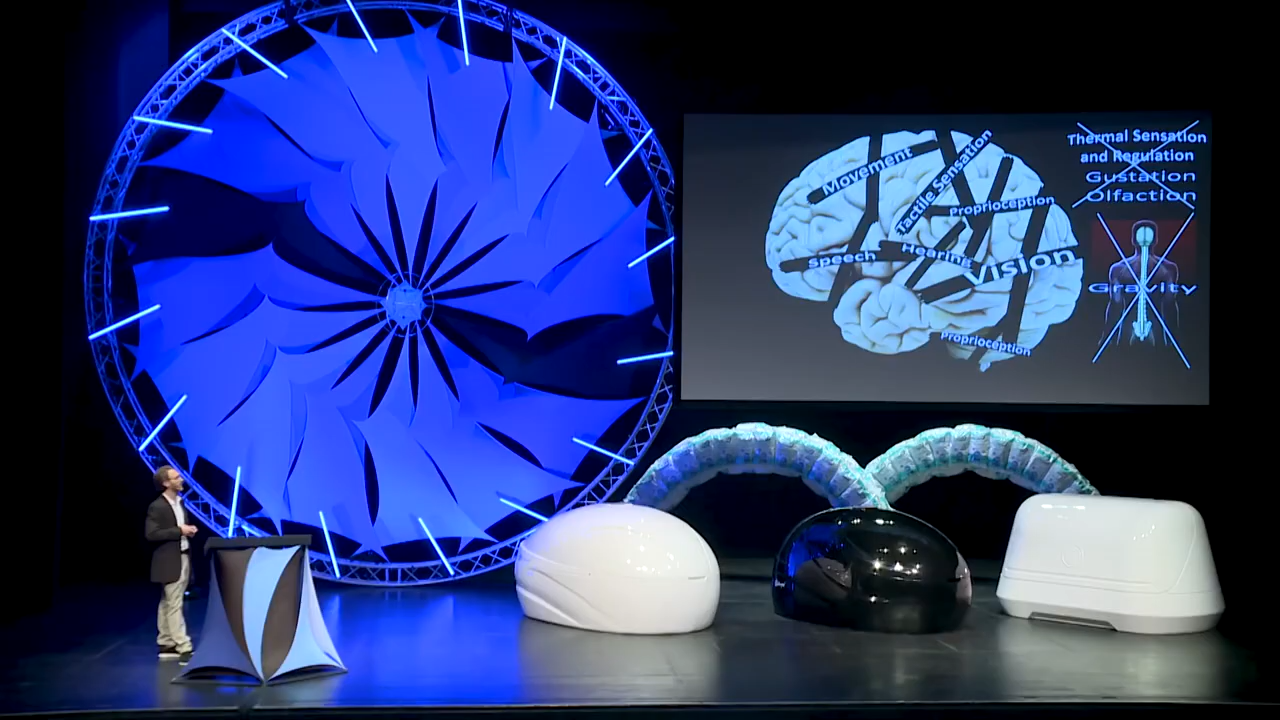 Movement
Tactile Sensation
Proprioception
Speech
Hearing
Vision
Proprioception
Thermal Sensation
and Regulation
Gustation
Olfaction
Gravity